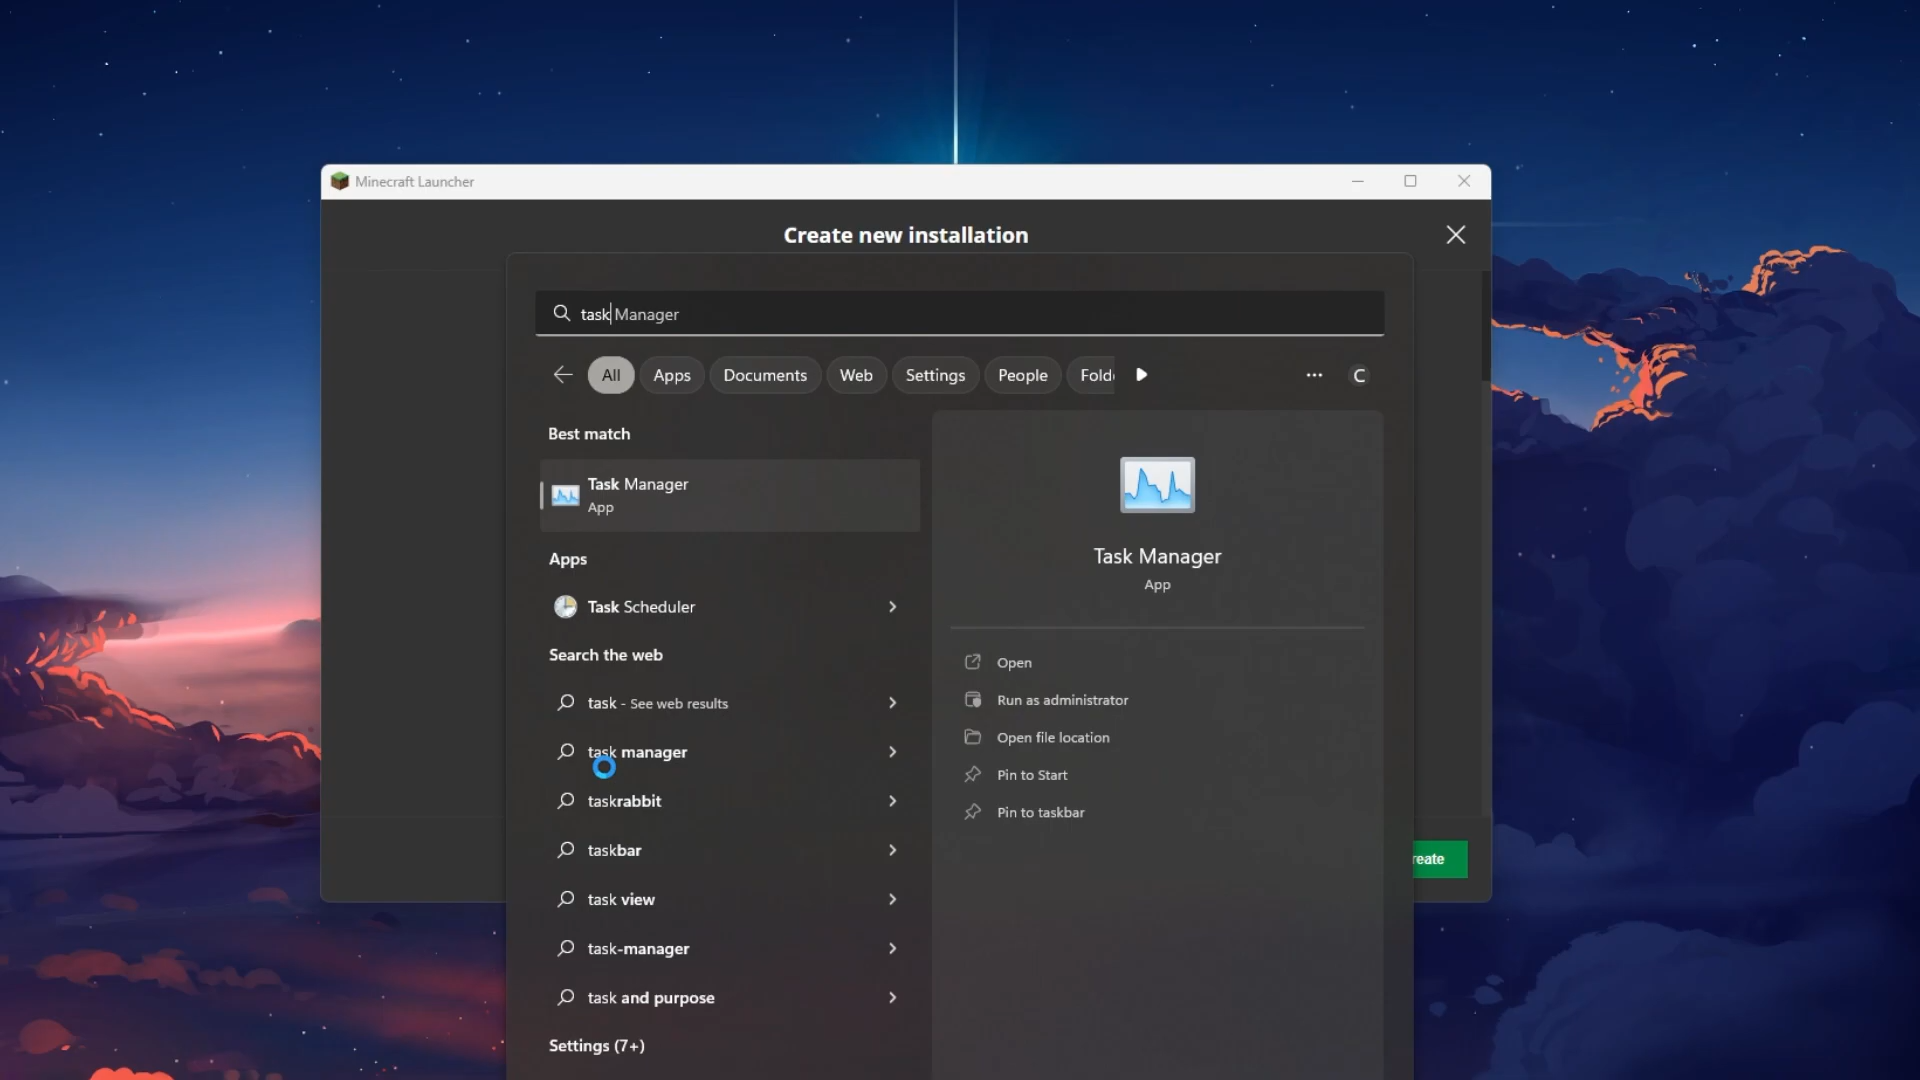 Minecraft Launcher
Create new installation
task Manager
All Apps Documents Web Settings People Fold C
Best match
Task Manager
App
Apps
Task Scheduler
Search the web
task - See web results
task manager
taskrabbit
taskbar
task view
task-manager
task and purpose
Settings (7+)
Task Manager
App
Open
Run as administrator
Open file location
Pin to Start
Pin to taskbar
reate